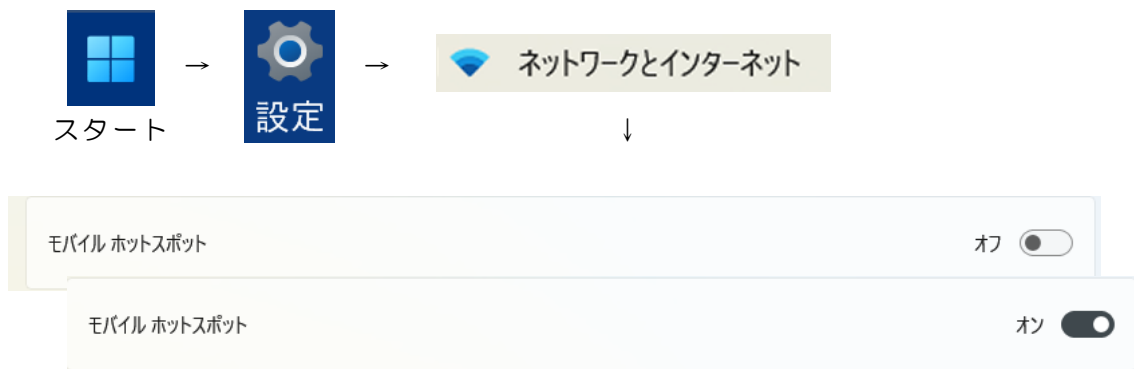 → → ネットワークとインターネット
設定
スタート ↓
モバイル ホットスポット オフ
モバイル ホットスポット オン